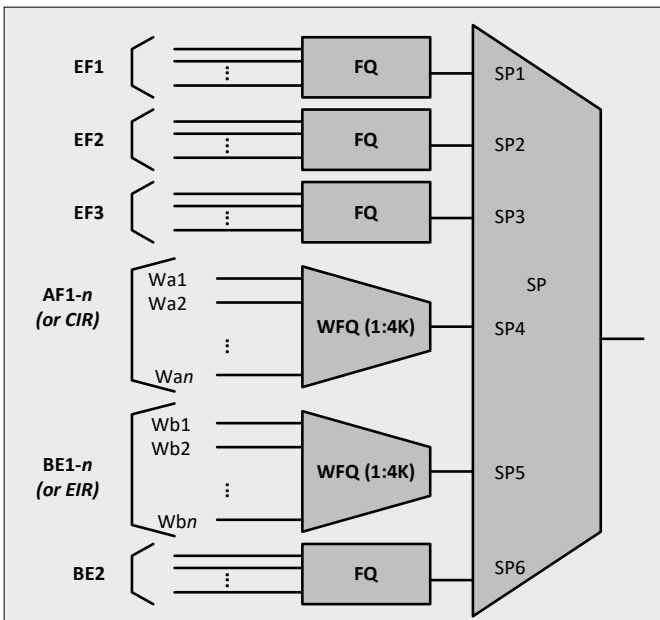 EF1
⋮
FQ
SP1
EF2
⋮
FQ
SP2
EF3
⋮
FQ
SP3
SP
AF1-n
(or CIR)
Wa1
Wa2
⋮
Wan
WFQ (1:4K)
SP4
BE1-n
(or EIR)
Wb1
Wb2
⋮
Wbn
WFQ (1:4K)
SP5
BE2
⋮
FQ
SP6